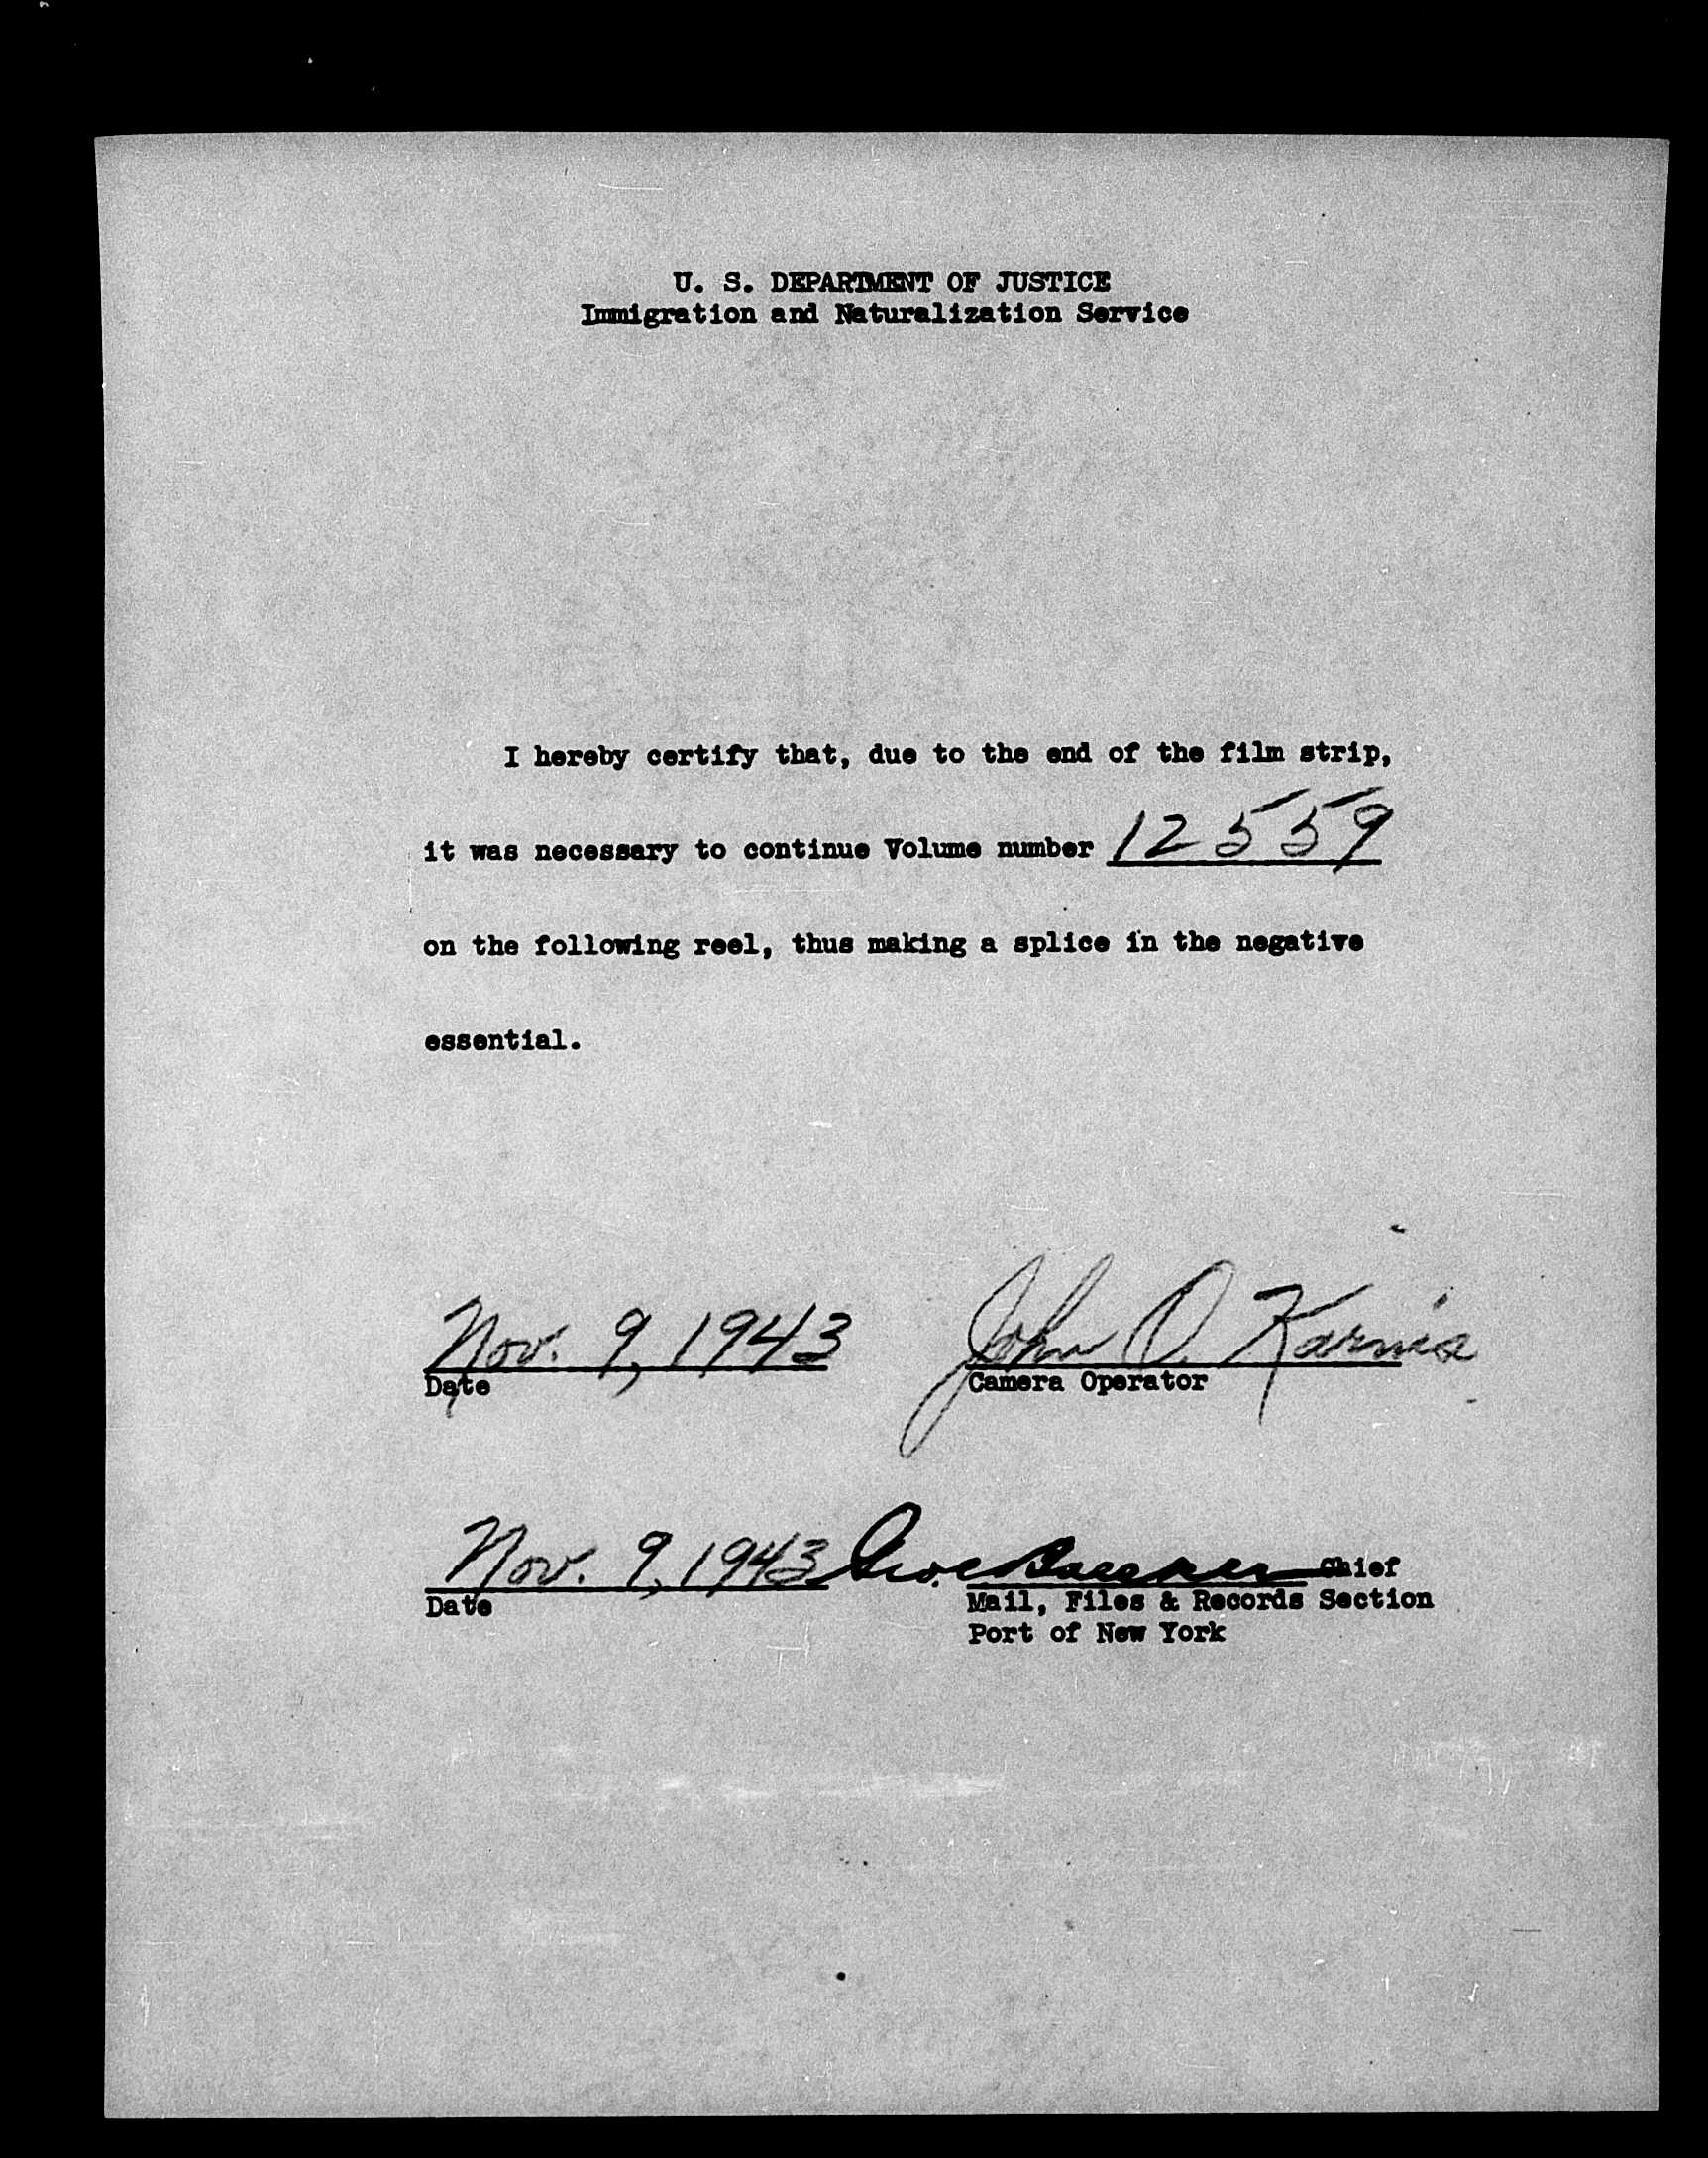 U. S. DEPARTMENT OF JUSTICE
Immigration and Naturalization Service
I hereby certify that, due to the end of the film strip,
it was necessary to continue Volume number 12559
on the following reel, thus making a splice in the negative
essential.
Nov. 9, 1943 John O.
Date Camera Operator
Nov. 9, 1943 Geo. Chief
Date Mail, Files & Records Section
Port of New York